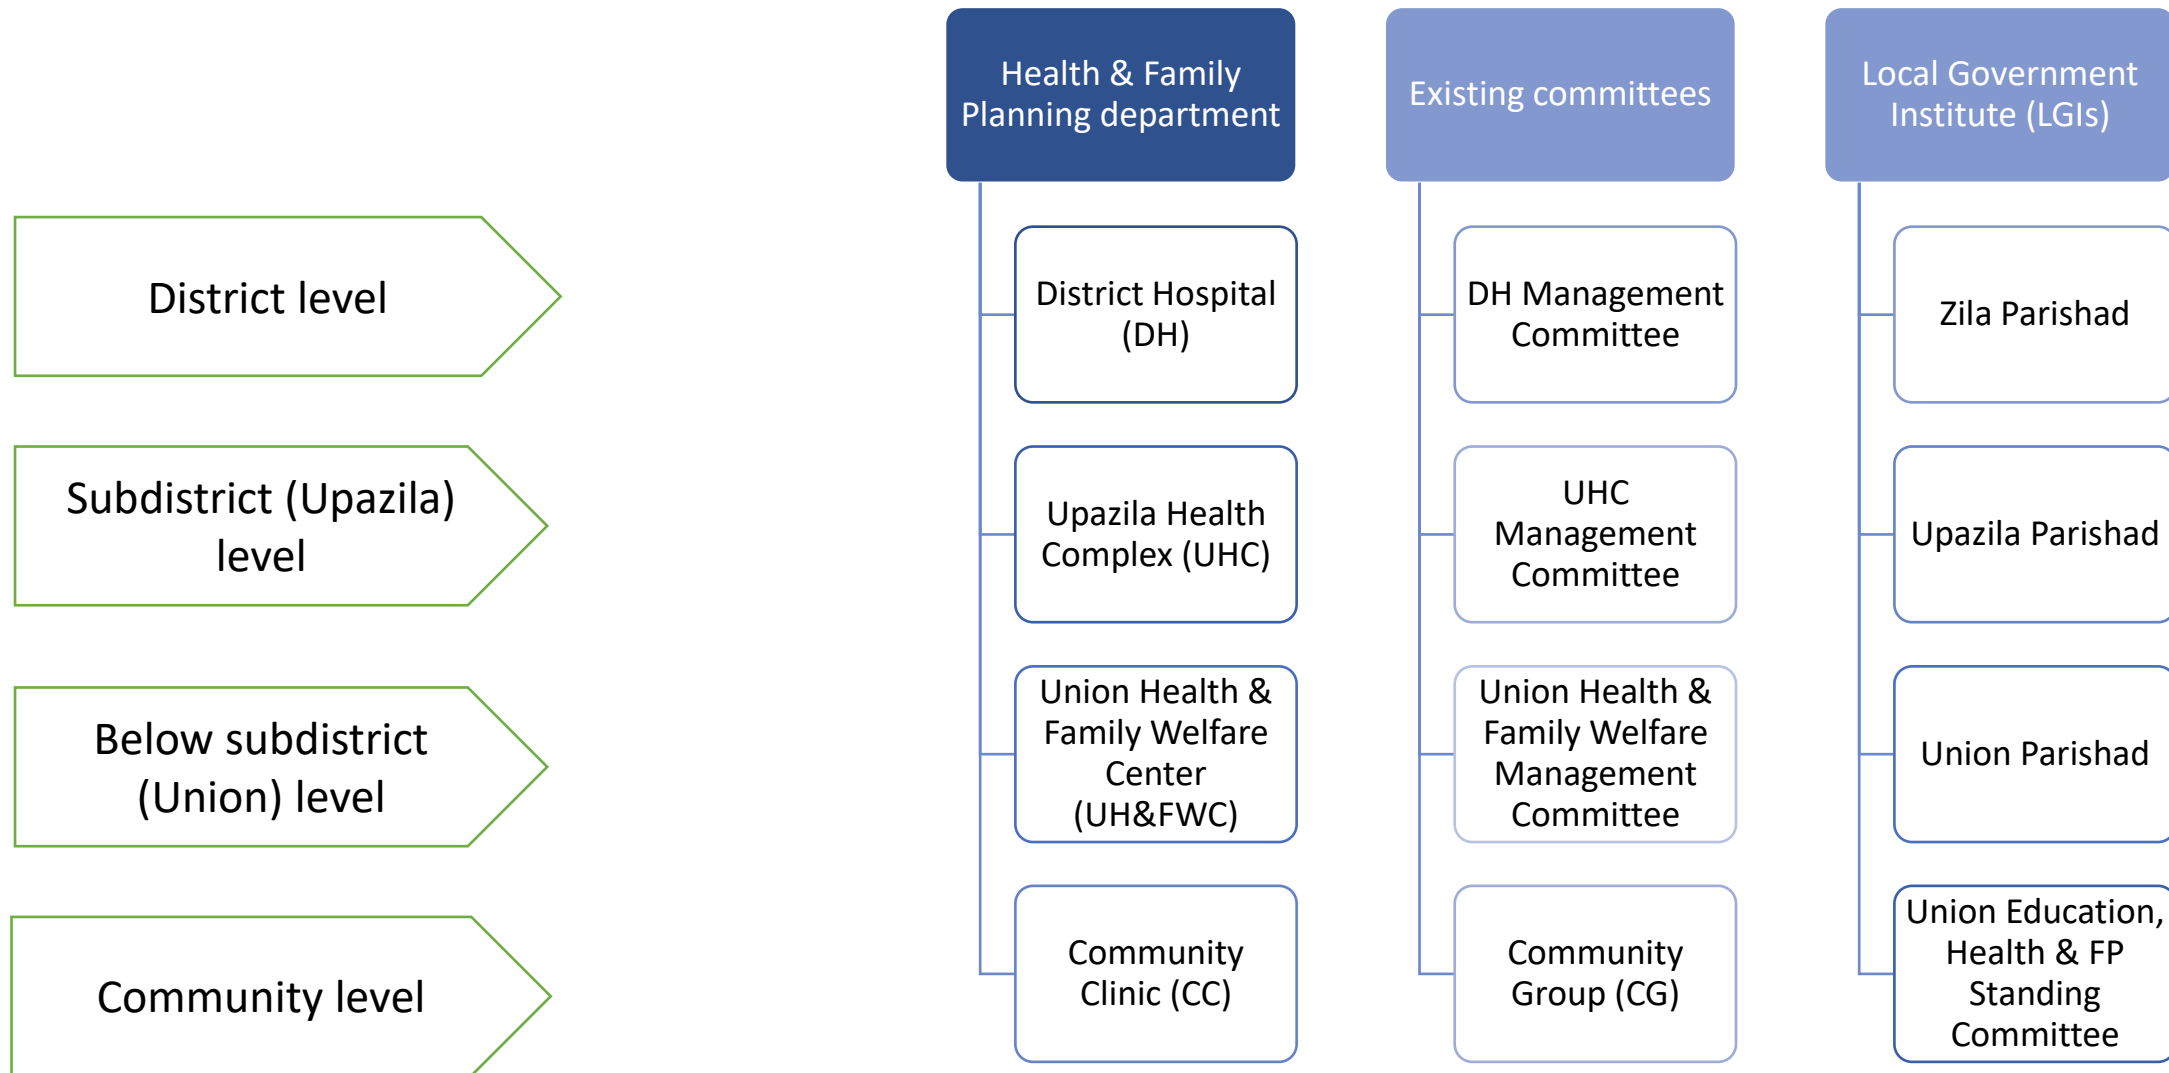 Health & Family
Planning department
Existing committees
Local Government
Institute (LGIs)
District level
District Hospital
(DH)
DH Management
Committee
Zila Parishad
Subdistrict (Upazila)
level
Upazila Health
Complex (UHC)
UHC
Management
Committee
Upazila Parishad
Below subdistrict
(Union) level
Union Health &
Family Welfare
Center
(UH&FWC)
Union Health &
Family Welfare
Management
Committee
Union Parishad
Community level
Community
Clinic (CC)
Community
Group (CG)
Union Education,
Health & FP
Standing
Committee